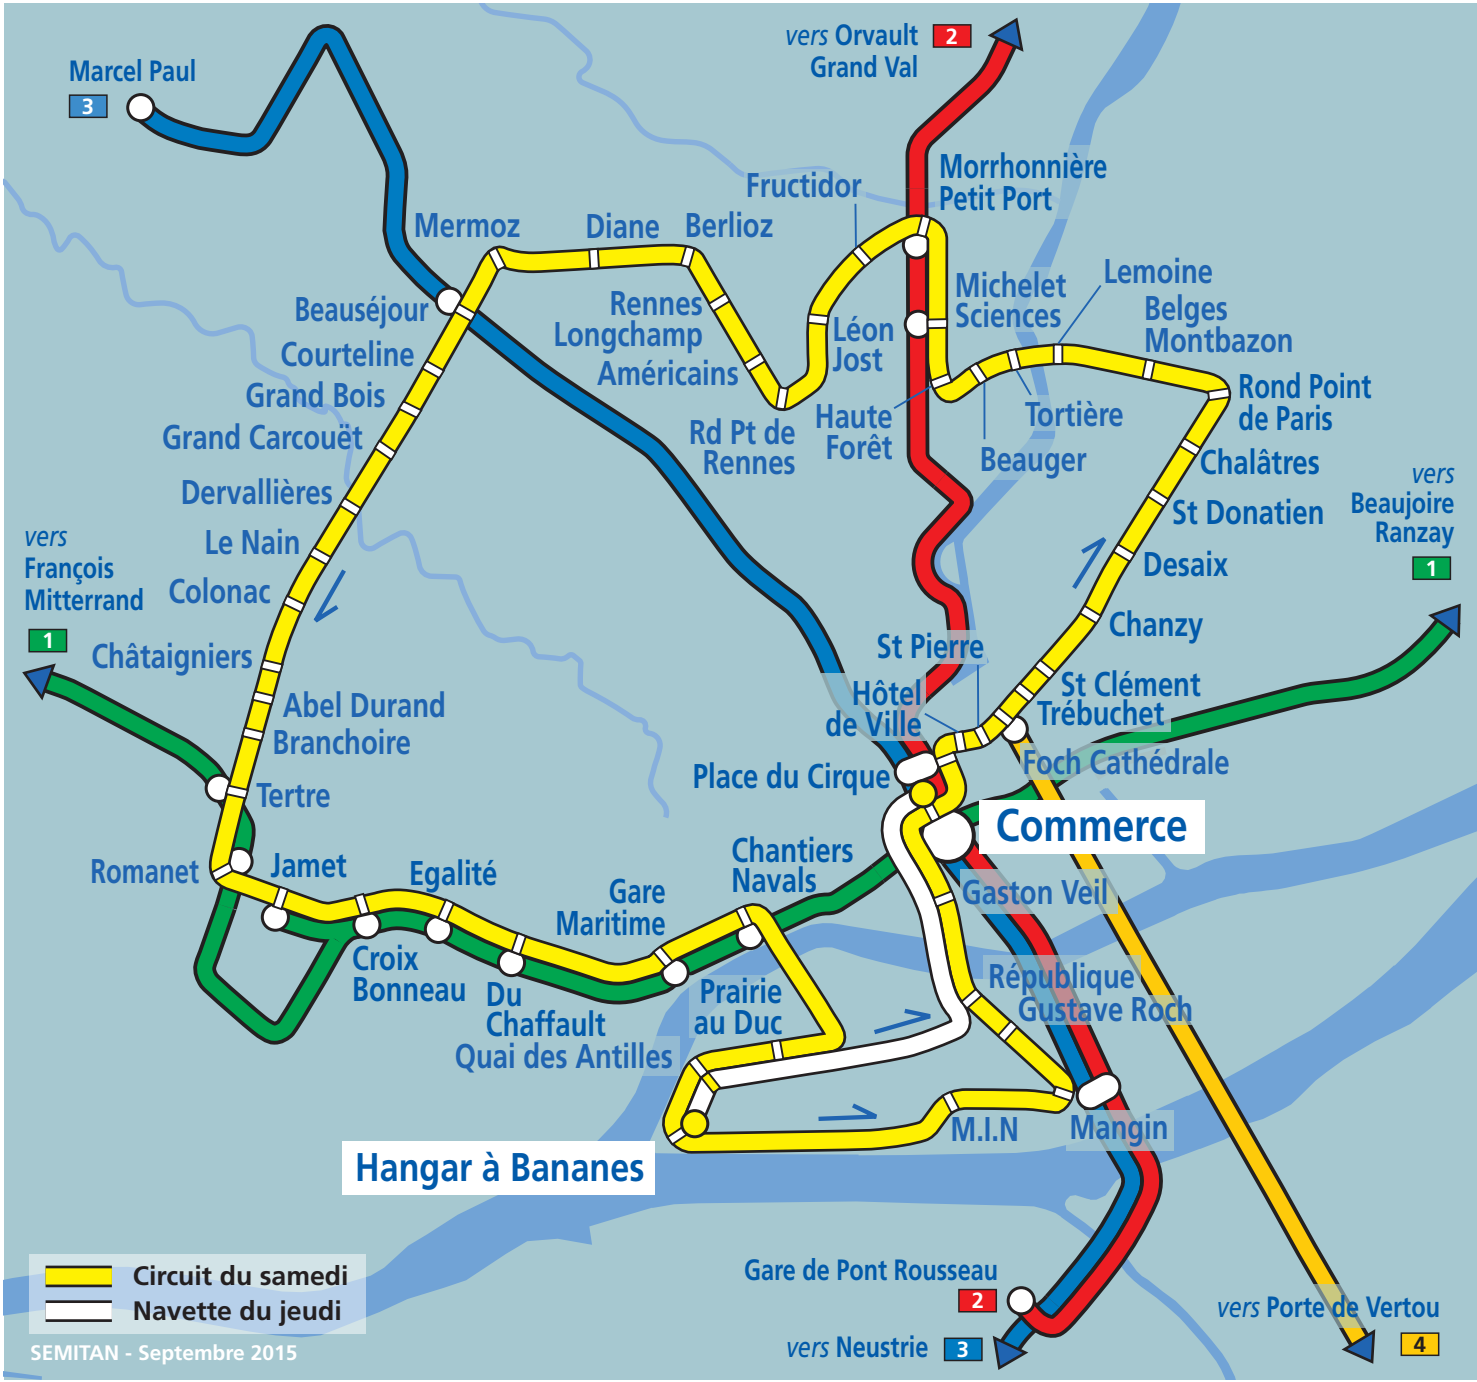 vers Orvault 2
Grand Val
Marcel Paul
3
Morrhonnière
Petit Port
Fructidor
Mermoz
Diane
Berlioz
Michelet
Sciences
Lemoine
Belges
Montbazon
Beauséjour
Rennes
Longchamp
Léon
Jost
Courteline
Américains
Grand Bois
Rond Point
de Paris
Haute
Forêt
Tortière
Grand Carcouët
Rd Pt de
Rennes
Beauger
Chalâtres
Dervallières
St Donatien
vers
Beaujoire
Ranzay
1
Le Nain
vers
François
Mitterrand
1
Colonac
Desaix
Chanzy
Châtaigniers
St Pierre
Abel Durand
Branchoire
Hôtel
de Ville
St Clément
Trébuchet
Foch Cathédrale
Place du Cirque
Tertre
Commerce
Romanet
Jamet
Egalité
Chantiers
Navals
Gare
Maritime
Gaston Veil
Croix
Bonneau
Du
Chaffault
Prairie
au Duc
République
Gustave Roch
Quai des Antilles
M.I.N
Mangin
Hangar à Bananes
Circuit du samedi
Navette du jeudi
SEMITAN - Septembre 2015
Gare de Pont Rousseau
2
vers Neustrie 3
vers Porte de Vertou
4